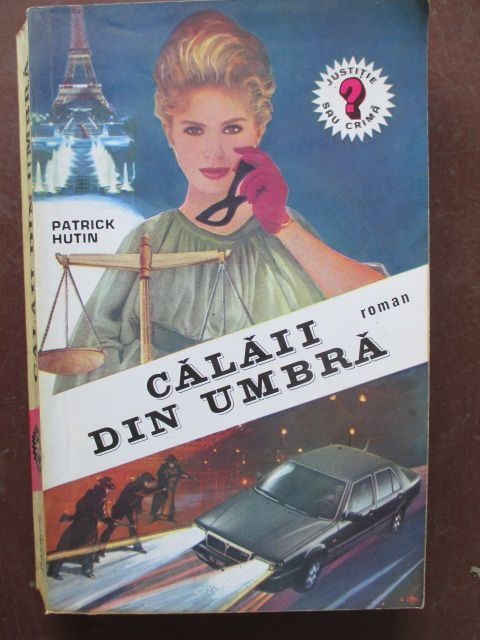 JUSTIȚIE
?
SAU CRIMĂ
PATRICK
HUTIN
roman
CĂLĂII
DIN UMBRĂ